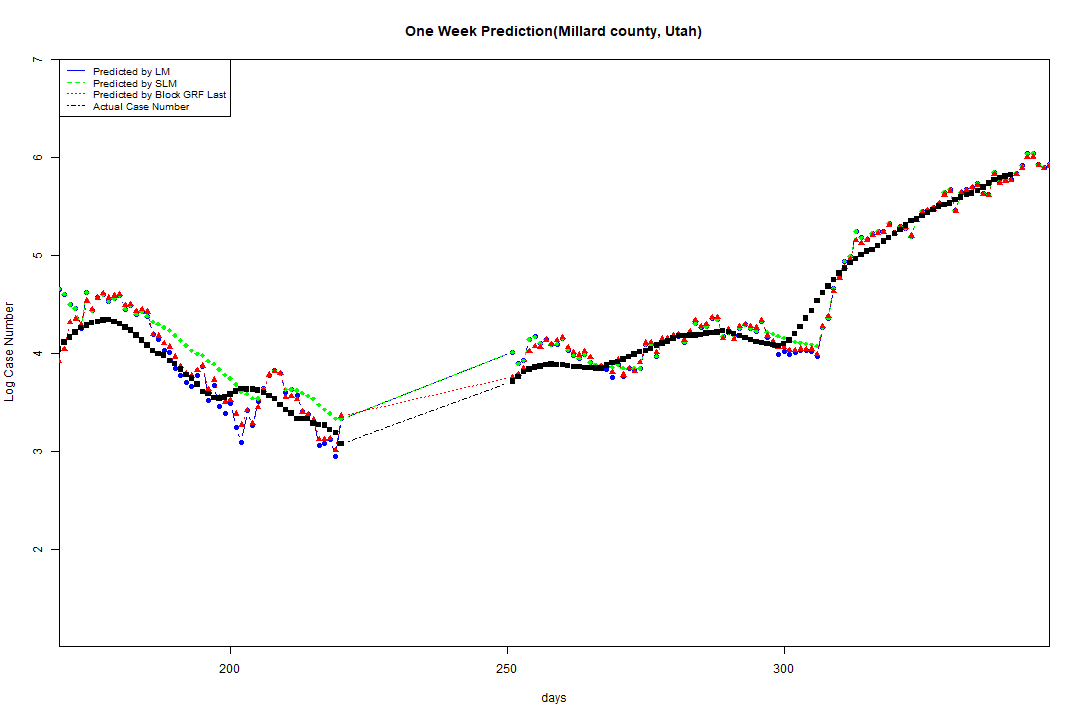 One Week Prediction(Millard county, Utah)
Predicted by LM
Predicted by SLM
Predicted by Block GRF Last
Actual Case Number
7
6
5
4
3
2
Log Case Number
200 250 300
days